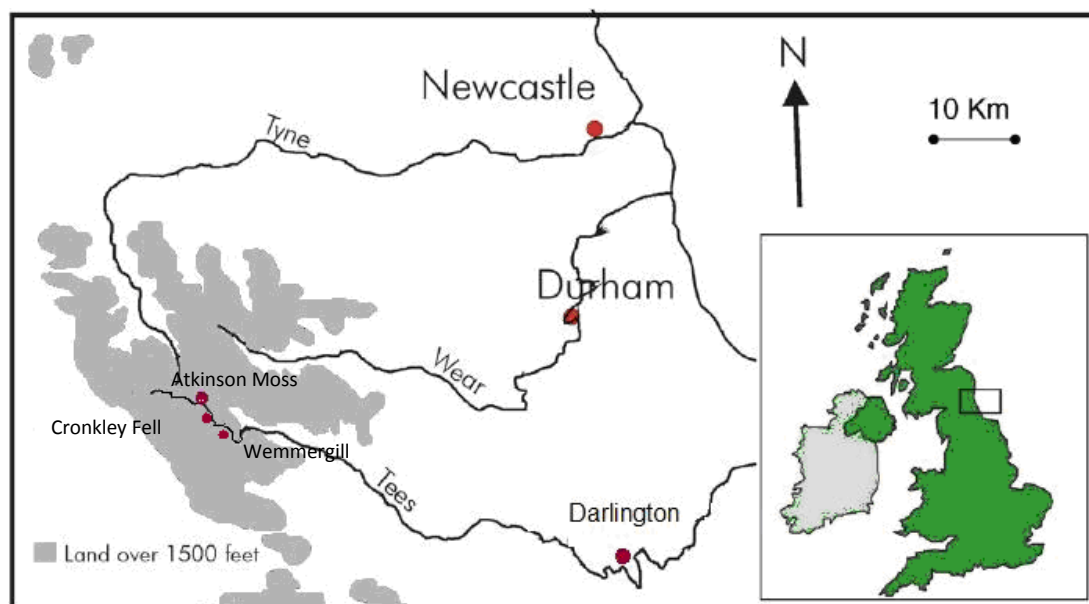 Newcastle
N
10 Km
Tyne
Durham
Wear
Atkinson Moss
Cronkley Fell
Wemmergill
Tees
Darlington
Land over 1500 feet